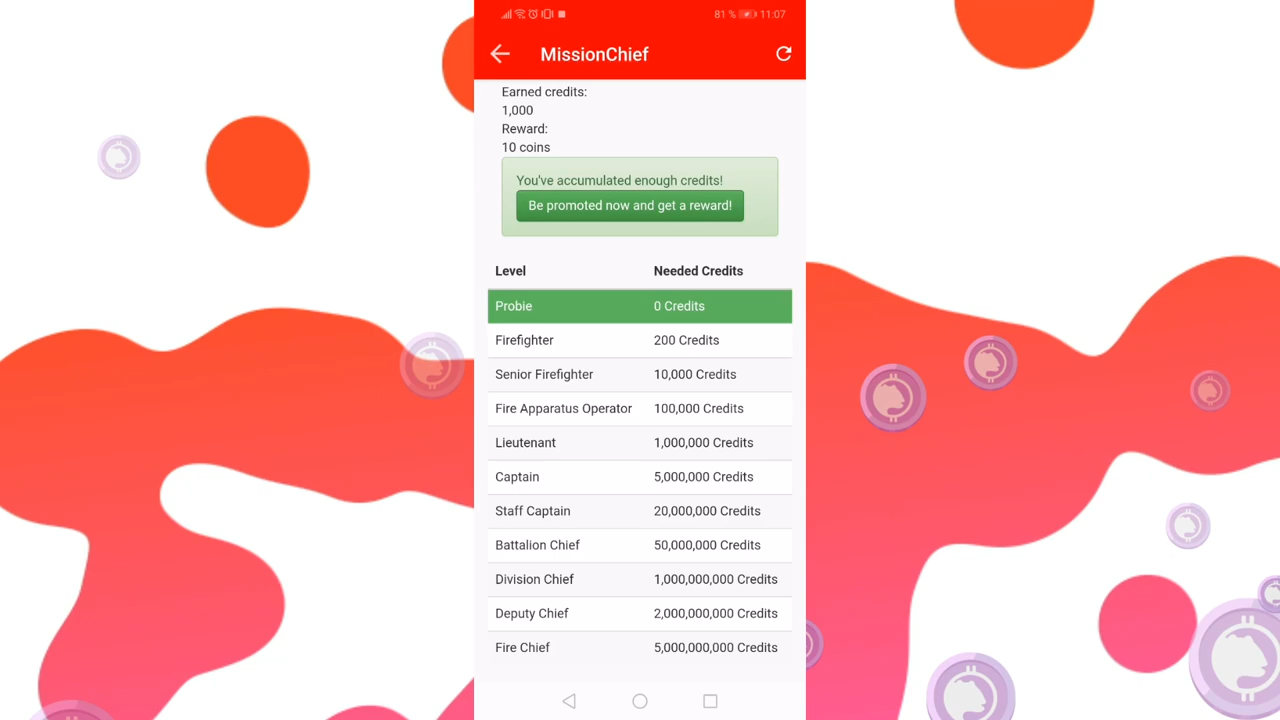 81 % 11:07
MissionChief
Earned credits:
1,000
Reward:
10 coins
You've accumulated enough credits!
Be promoted now and get a reward!
Level Needed Credits
Probie 0 Credits
Firefighter 200 Credits
Senior Firefighter 10,000 Credits
Fire Apparatus Operator 100,000 Credits
Lieutenant 1,000,000 Credits
Captain 5,000,000 Credits
Staff Captain 20,000,000 Credits
Battalion Chief 50,000,000 Credits
Division Chief 1,000,000,000 Credits
Deputy Chief 2,000,000,000 Credits
Fire Chief 5,000,000,000 Credits